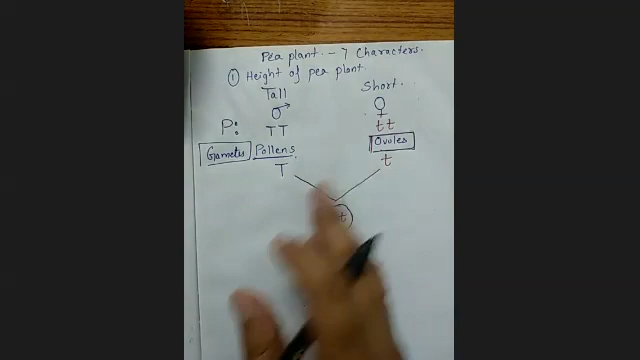 Pea plant. - 7 Characters.
① Height of pea plant.
Tall Short.
♂ ♀
P: TT tt
Gametes Pollens. Ovules
T t
t